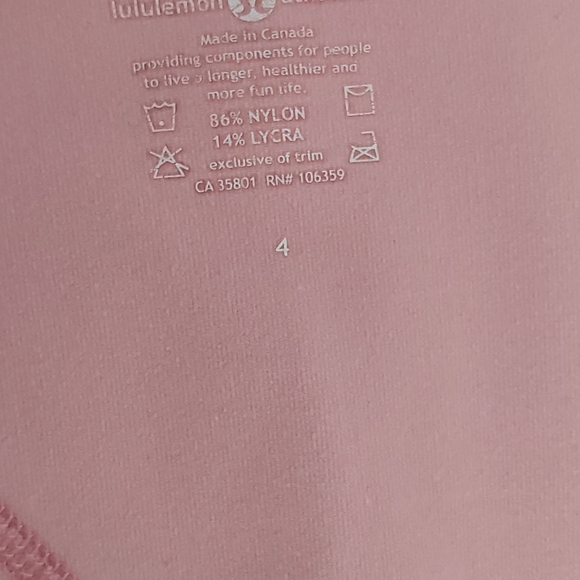 lululemon
Made in Canada
providing components for people
to live a longer, healthier and
more fun life.
86% NYLON
14% LYCRA
exclusive of trim
CA 35801 RN# 106359
4